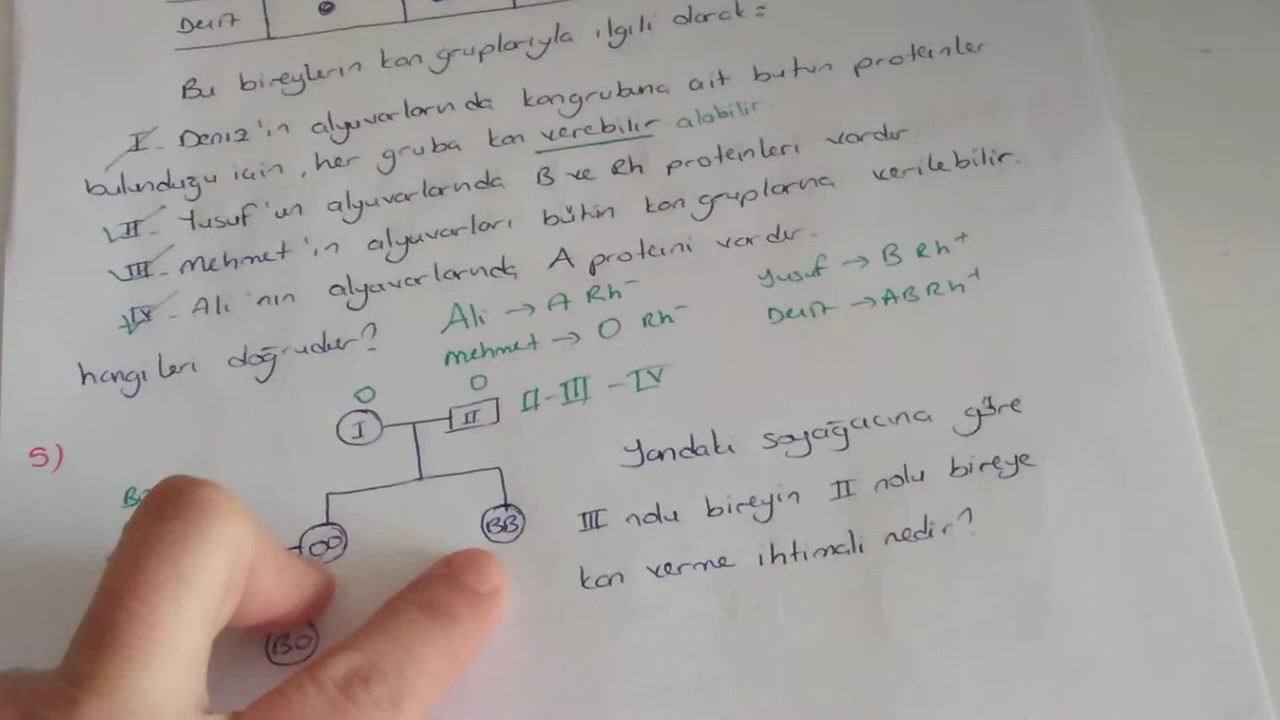 Deniz
Bu bireylerin kan gruplarıyla ilgili olarak:
I- Deniz'in alyuvarlarında kan grubuna ait bütün proteinler
bulunduğu için, her gruba kan verebilir alabilir
II- Yusuf'un alyuvarlarında B ve Rh proteinleri vardır
III- Mehmet'in alyuvarları bütün kan gruplarına verilebilir.
IV- Ali'nin alyuvarlarında A proteini vardır.
hangileri doğrudur?
Ali → A Rh⁻
Yusuf → B Rh⁺
Mehmet → O Rh⁻
Deniz → AB Rh⁺
II-III-IV
5)
O
O
I
II
OO
BB
BO
Yandaki soyağacına göre
III nolu bireyin II nolu bireye
kan verme ihtimali nedir?